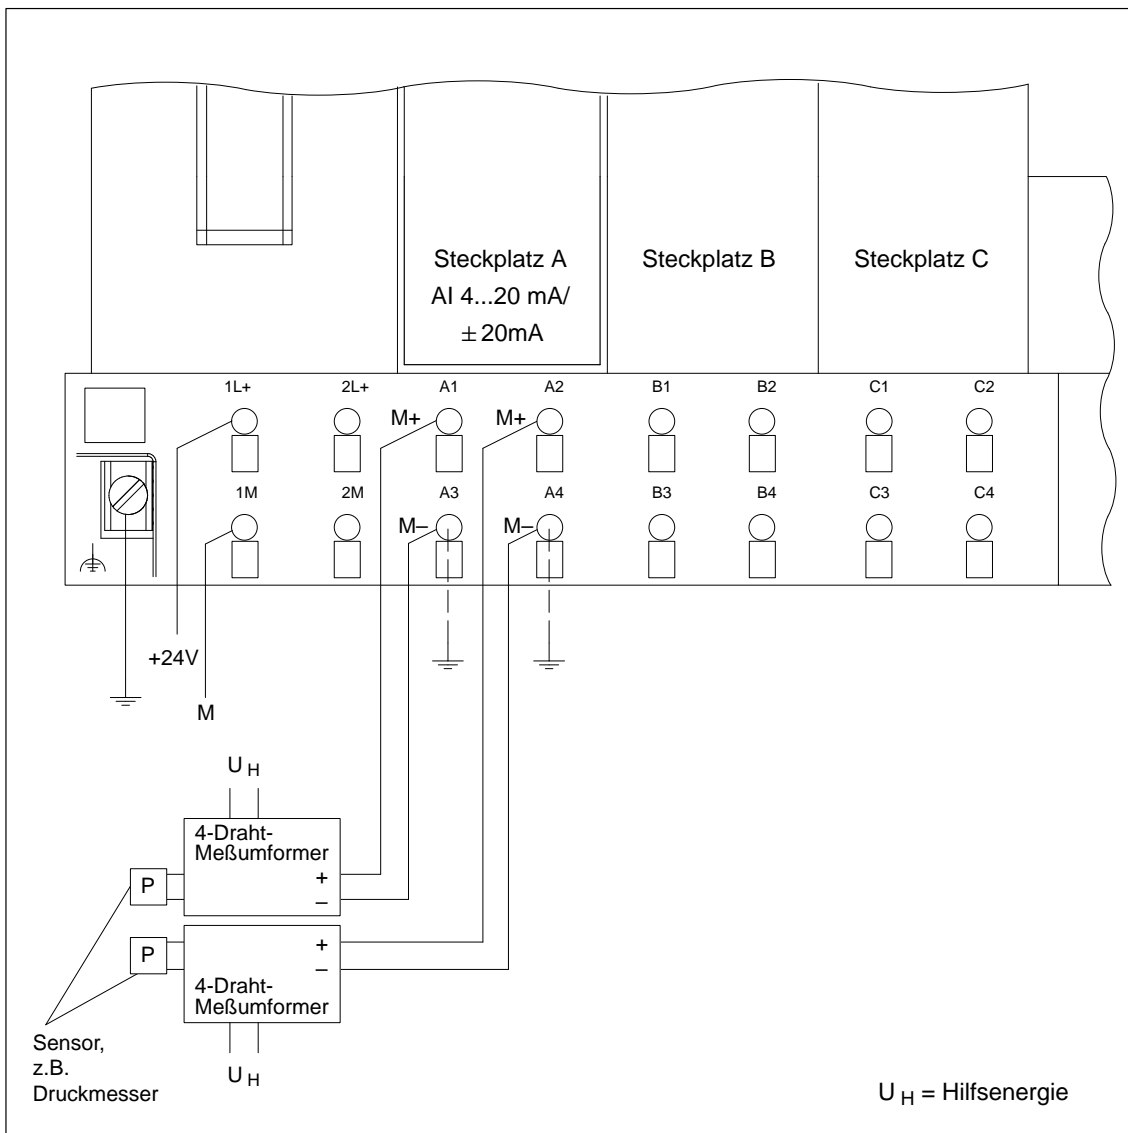 Steckplatz A
AI 4...20 mA/
± 20mA
Steckplatz B
Steckplatz C
1L+ 2L+ A1 A2 B1 B2 C1 C2
M+ M+
1M 2M A3 A4 B3 B4 C3 C4
M– M–
+24V
M
U H
4-Draht-
Meßumformer
+
–
P
P
+
–
4-Draht-
Meßumformer
U H
Sensor,
z.B.
Druckmesser
U H = Hilfsenergie